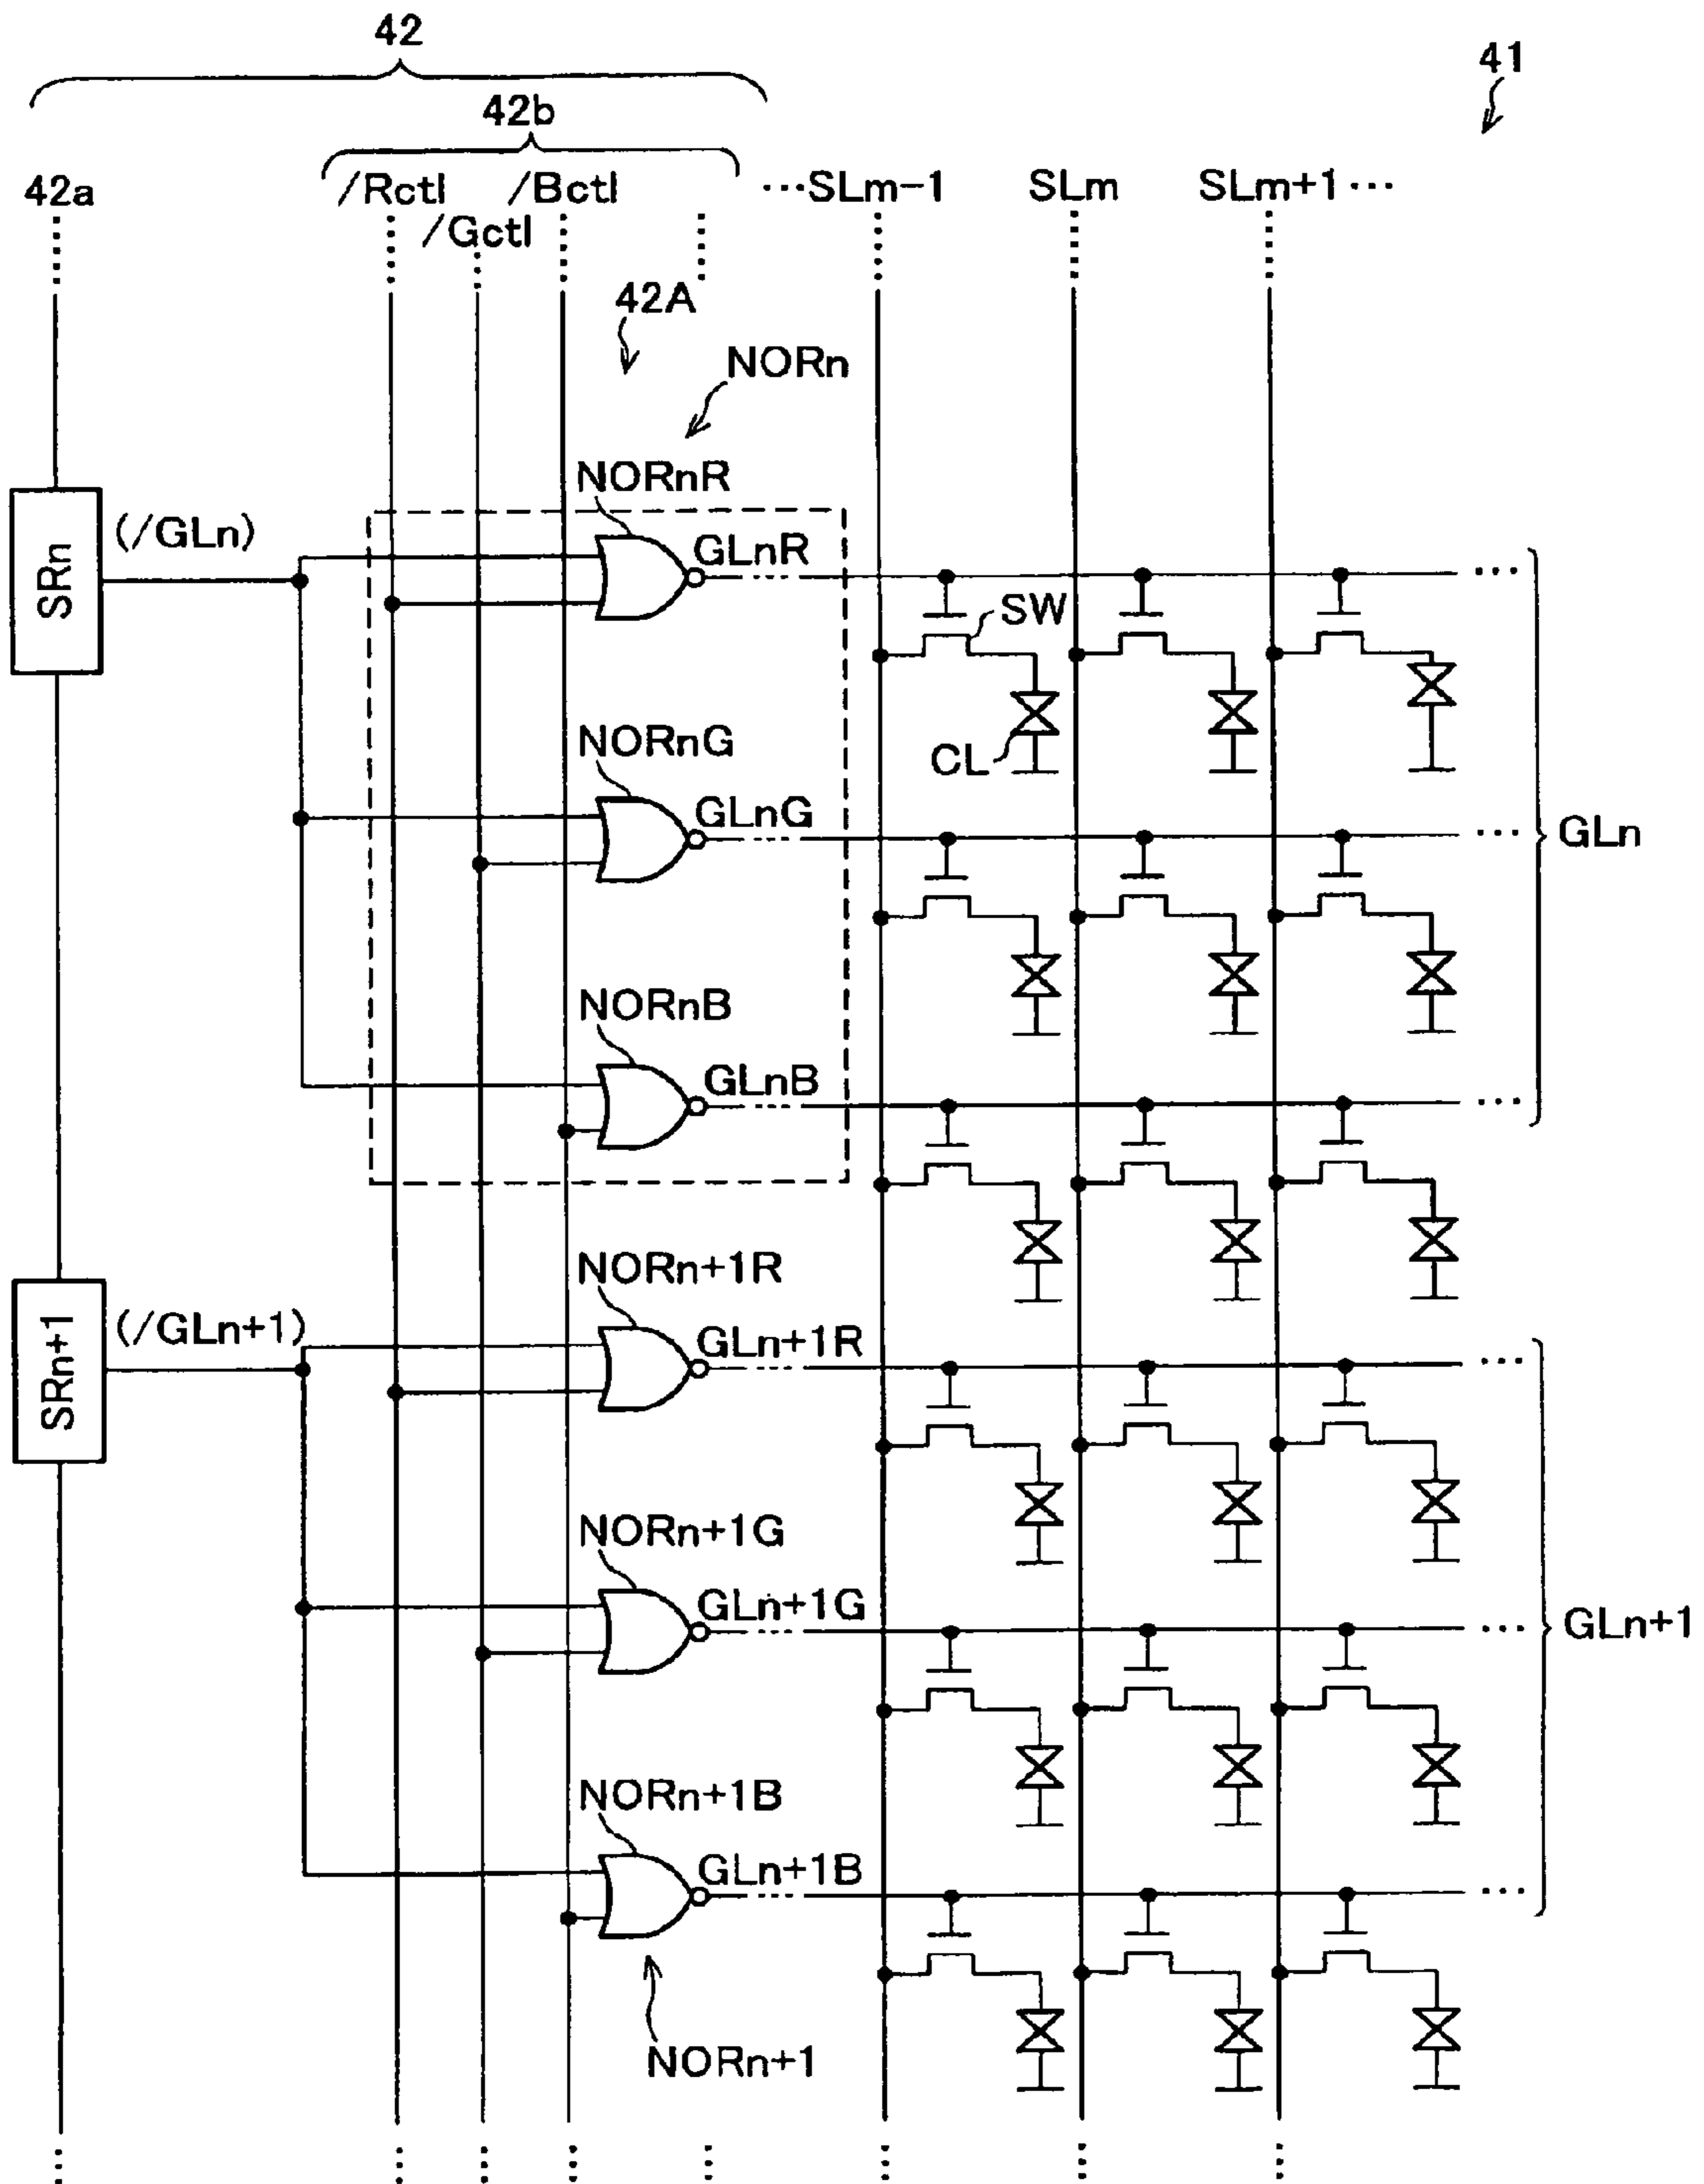 42
41
42b
42a
/Rctl
/Bctl
···SLm-1
SLm
SLm+1···
/Gctl
42A
NORn
NORnR
SRn
(/GLn)
GLnR
SW
CL
NORnG
GLnG
GLn
NORnB
GLnB
NORn+1R
SRn+1
(/GLn+1)
GLn+1R
NORn+1G
GLn+1G
GLn+1
NORn+1B
GLn+1B
NORn+1